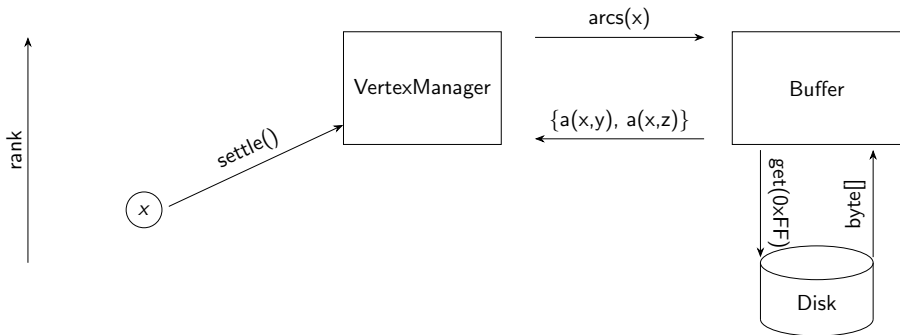 arcs(x)
VertexManager
Buffer
{a(x,y), a(x,z)}
rank
settle()
x
get(0xFF)
byte[]
Disk